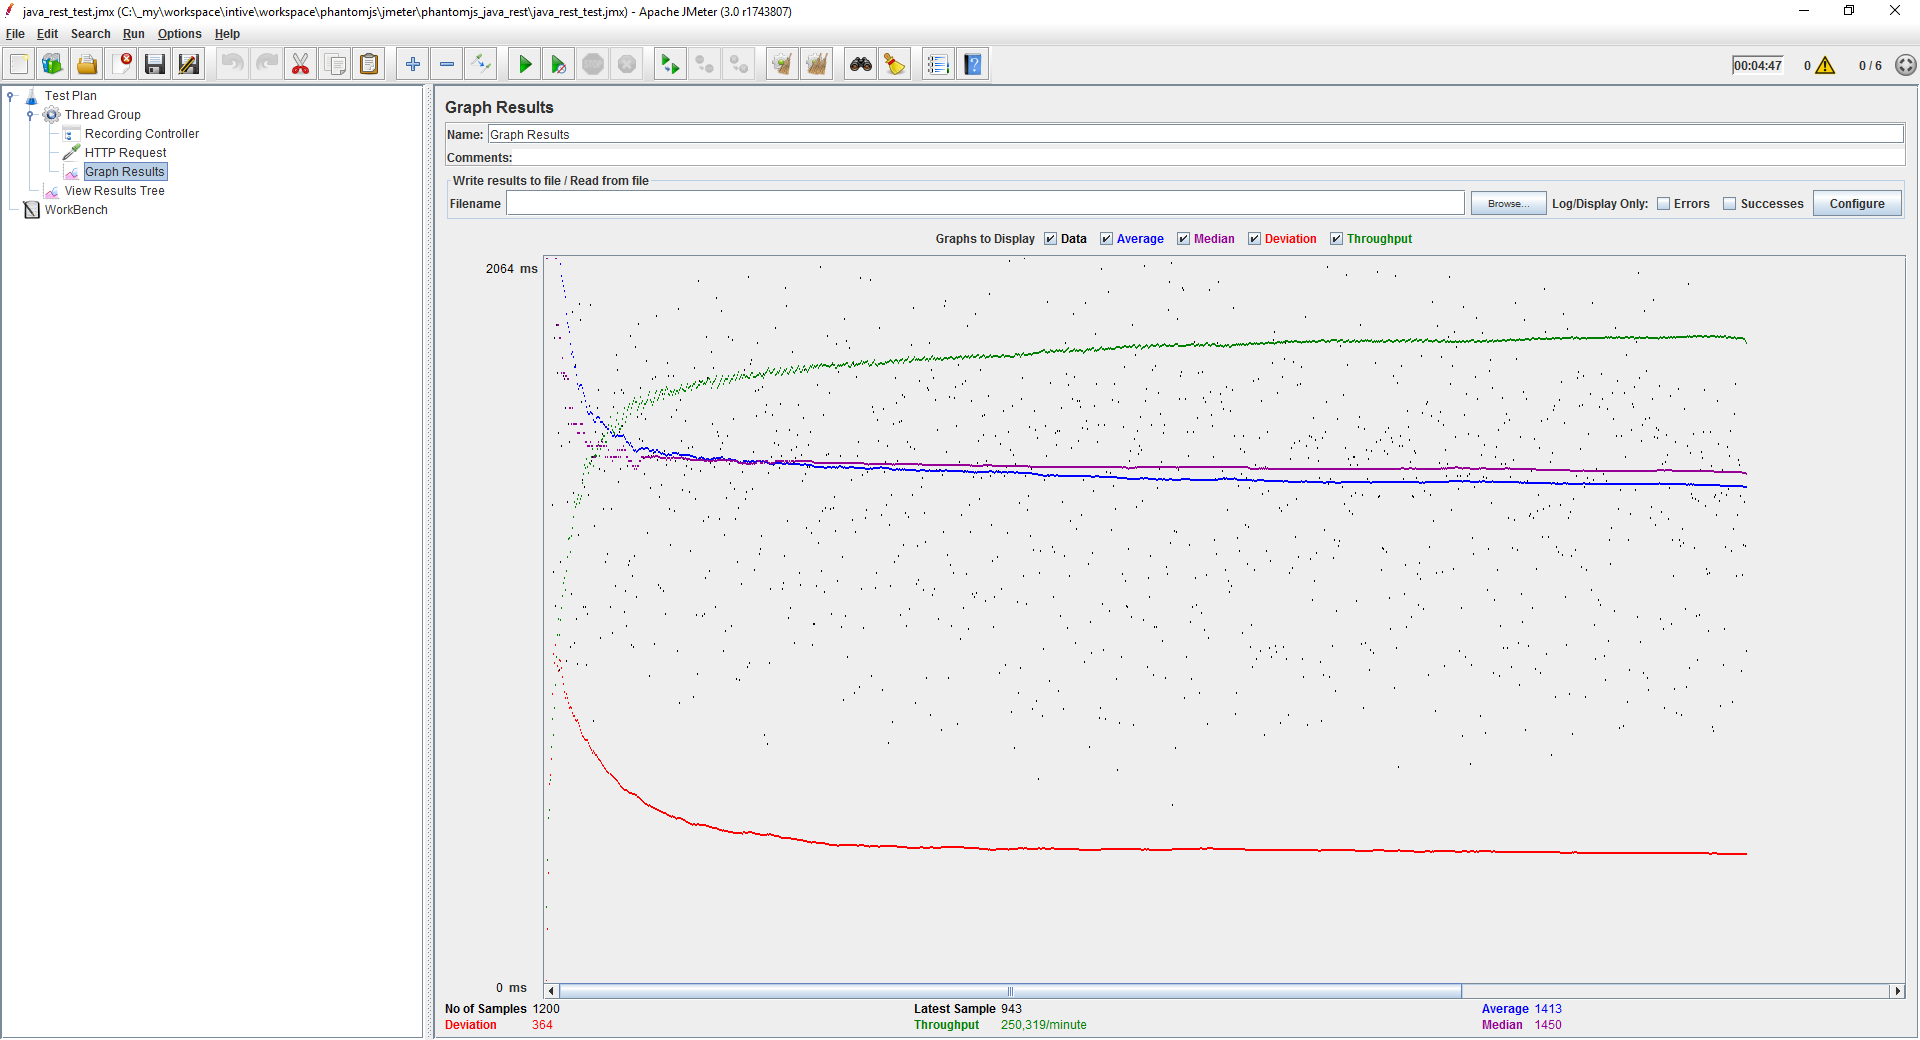 java_rest_test.jmx (C:\_my\workspace\intive\workspace\phantomjs\jmeter\phantomjs_java_rest\java_rest_test.jmx) - Apache JMeter (3.0 r1743807)
File Edit Search Run Options Help
00:04:47 0 0 / 6
Test Plan
Thread Group
Recording Controller
HTTP Request
Graph Results
View Results Tree
WorkBench
Graph Results
Name: Graph Results
Comments:
Write results to file / Read from file
Filename Browse... Log/Display Only: Errors Successes Configure
Graphs to Display Data Average Median Deviation Throughput
2064 ms
0 ms
No of Samples 1200 Latest Sample 943 Average 1413
Deviation 364 Throughput 250,319/minute Median 1450